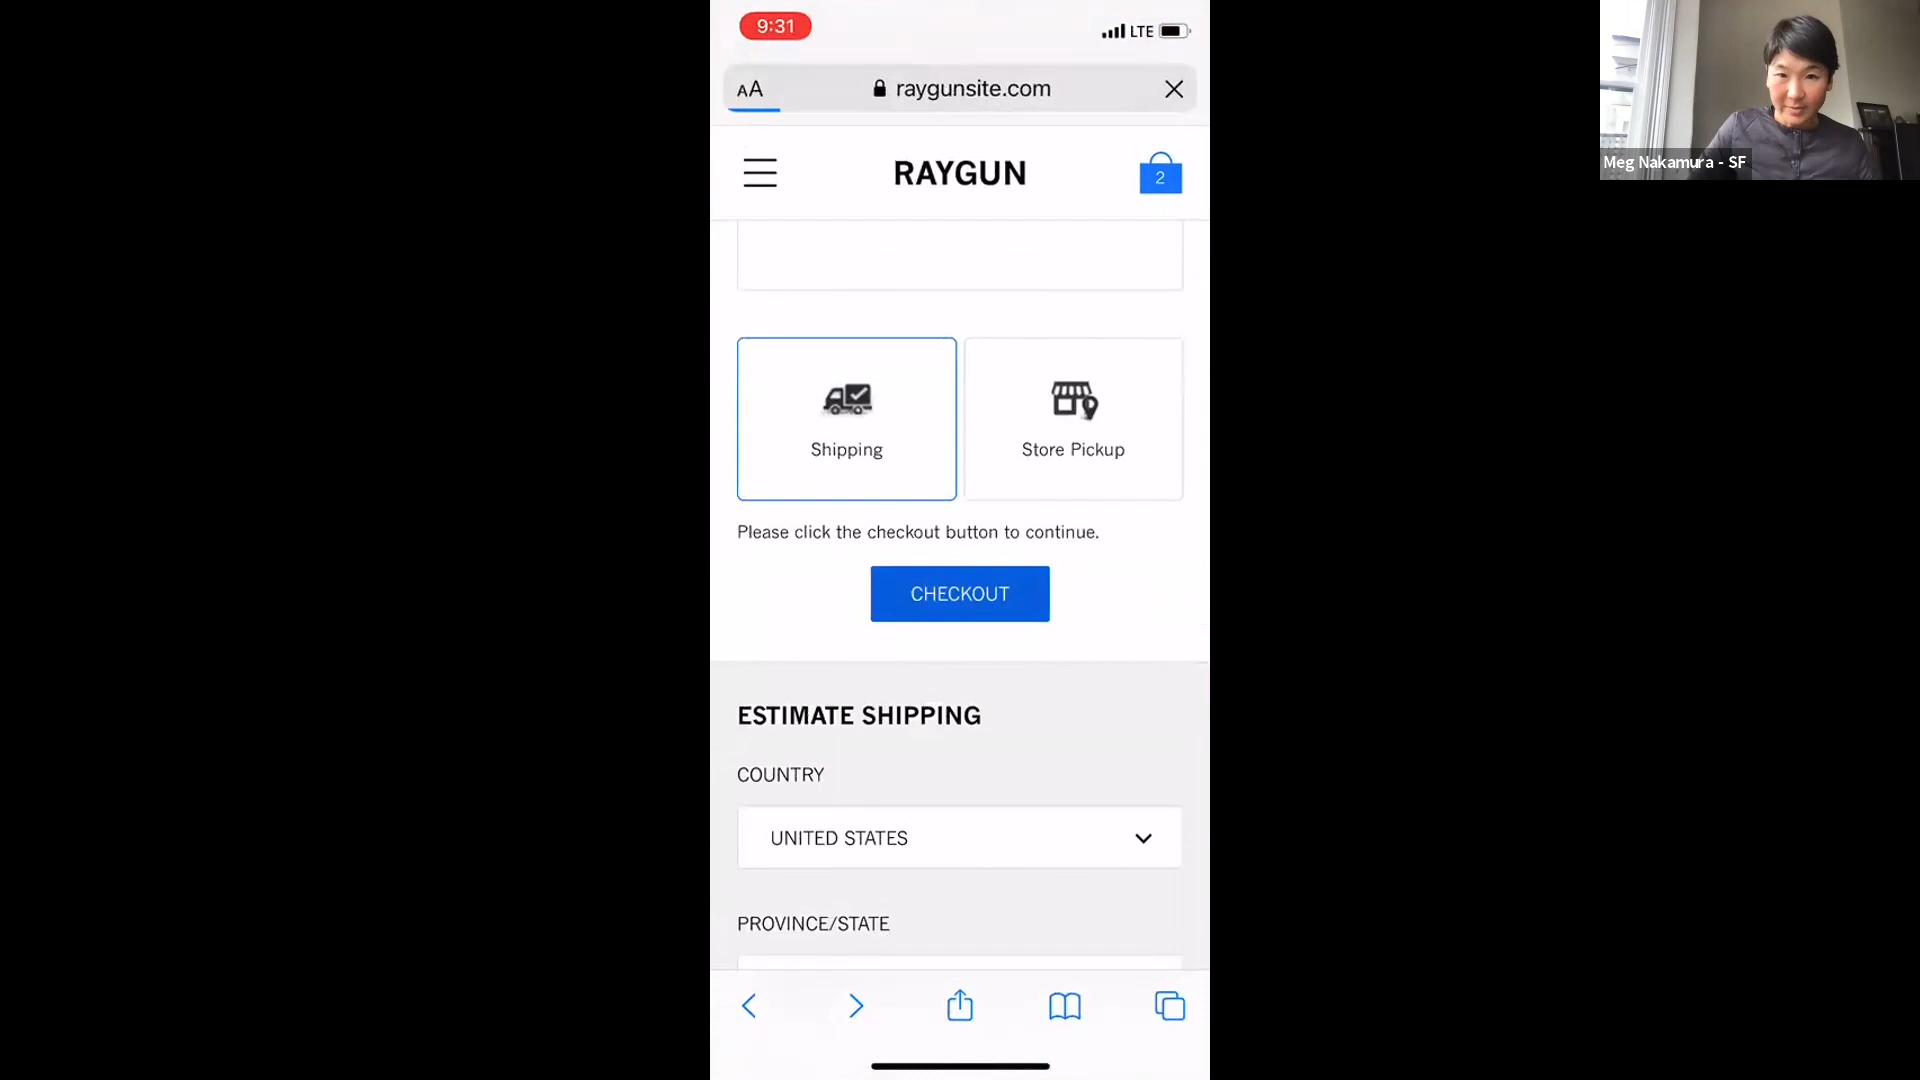 9:31
LTE
AA
raygunsite.com
RAYGUN
2
Shipping
Store Pickup
Please click the checkout button to continue.
CHECKOUT
ESTIMATE SHIPPING
COUNTRY
UNITED STATES
PROVINCE/STATE
Meg Nakamura - SF